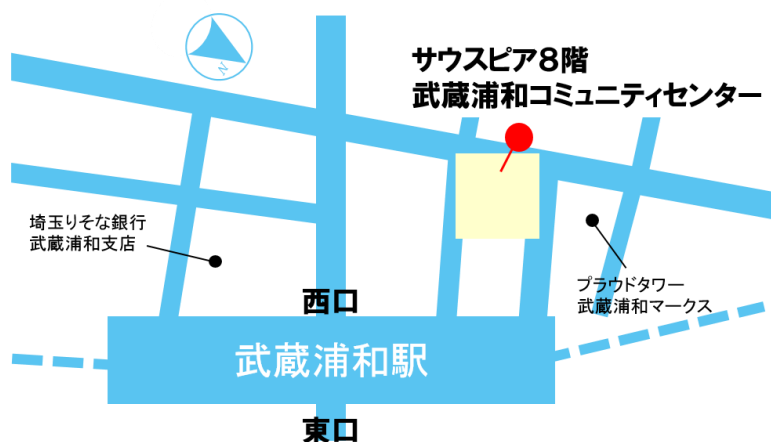 N
サウスピア8階
武蔵浦和コミュニティセンター
埼玉りそな銀行
武蔵浦和支店
プラウドタワー
武蔵浦和マークス
西口
武蔵浦和駅
東口